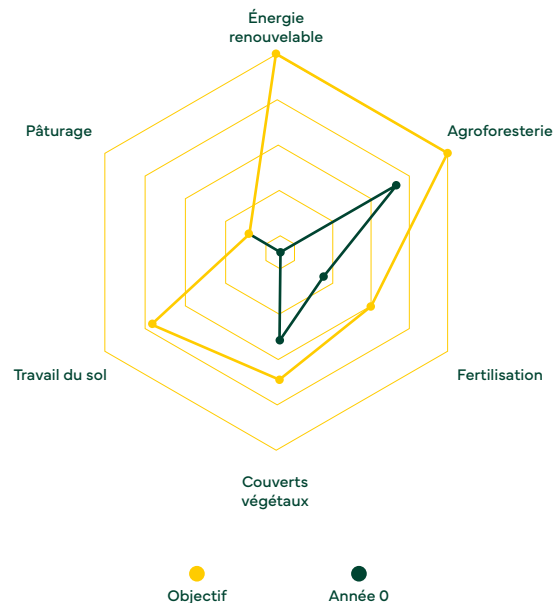 Énergie
renouvelable
Pâturage
Agroforesterie
Travail du sol
Fertilisation
Couverts
végétaux
Objectif
Année 0